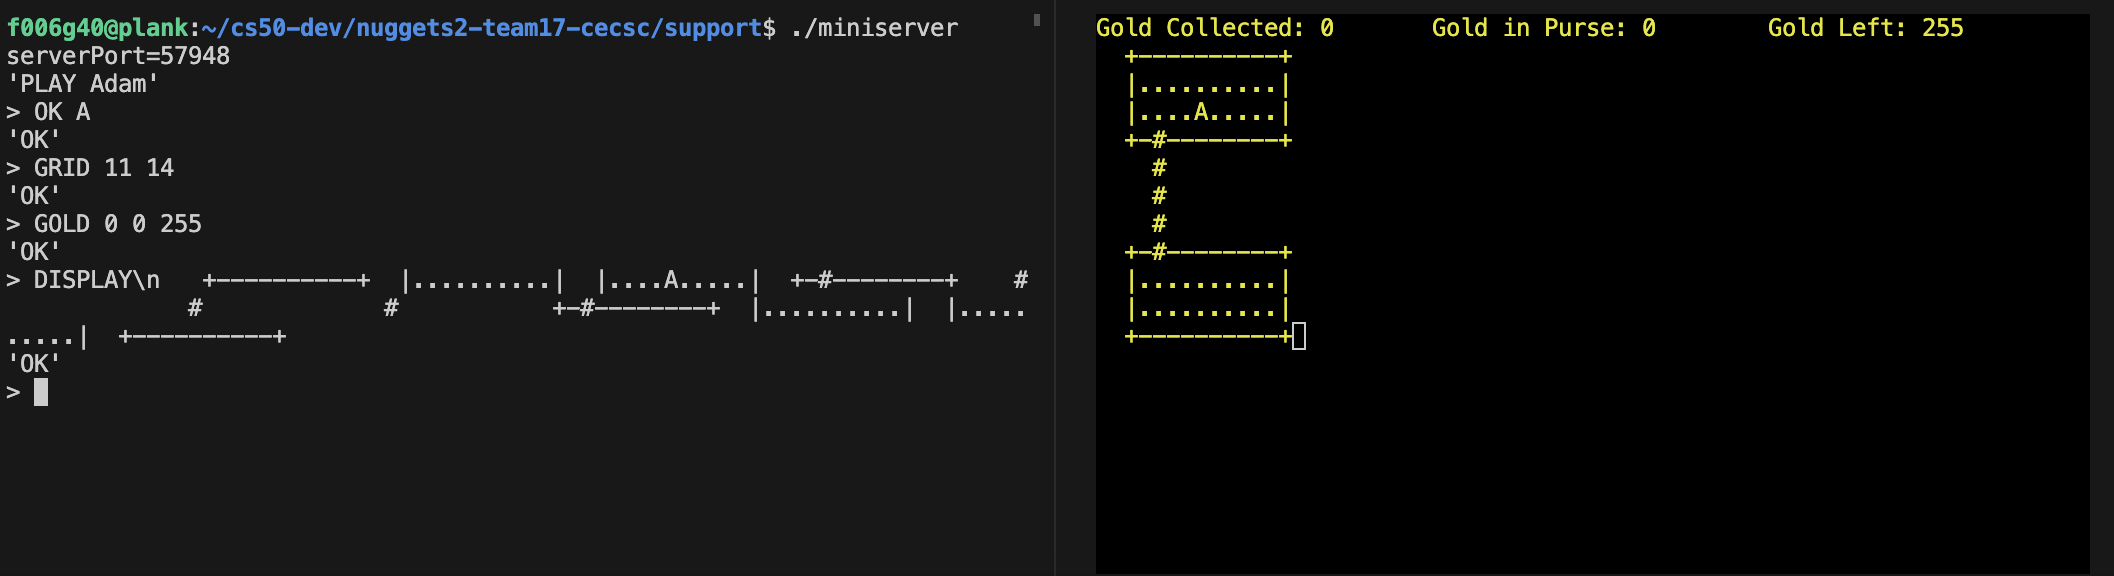 f006g40@plank:~/cs50-dev/nuggets2-team17-cecsc/support$ ./miniserver
serverPort=57948
'PLAY Adam'
> OK A
'OK'
> GRID 11 14
'OK'
> GOLD 0 0 255
'OK'
> DISPLAY\n   +----------+  |..........|  |....A.....|  +-#--------+    #
             #             #           +-#--------+  |..........|  |.....
.....|  +----------+
'OK'
>
Gold Collected: 0       Gold in Purse: 0        Gold Left: 255
  +----------+
  |..........|
  |....A.....|
  +-#--------+
    #
    #
    #
  +-#--------+
  |..........|
  |..........|
  +----------+